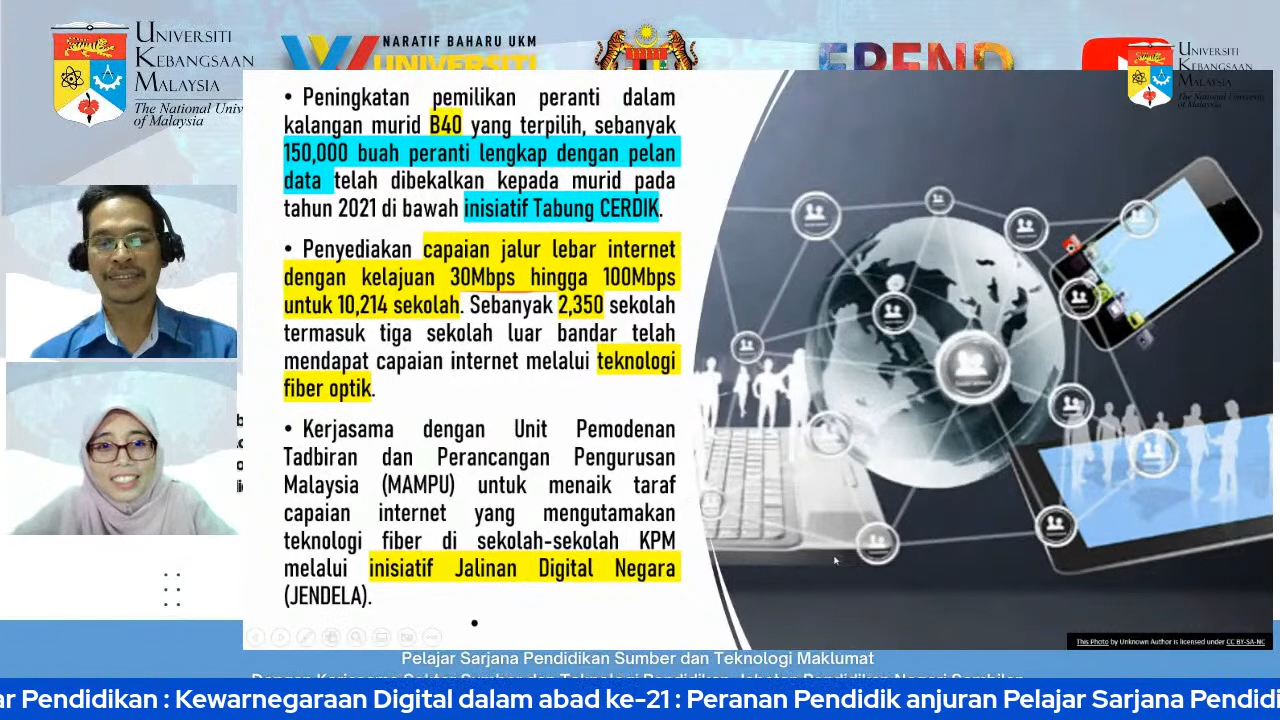 UNIVERSITI
KEBANGSAAN
MALAYSIA
The National Univ
of Malaysia
NARATIF BAHARU UKM
UNIVERSITI
UNIVERSITI
KEBANGSAAN
MALAYSIA
The National University
of Malaysia
• Peningkatan pemilikan peranti dalam
kalangan murid B40 yang terpilih, sebanyak
150,000 buah peranti lengkap dengan pelan
data telah dibekalkan kepada murid pada
tahun 2021 di bawah inisiatif Tabung CERDIK.
• Penyediakan capaian jalur lebar internet
dengan kelajuan 30Mbps hingga 100Mbps
untuk 10,214 sekolah. Sebanyak 2,350 sekolah
termasuk tiga sekolah luar bandar telah
mendapat capaian internet melalui teknologi
fiber optik.
• Kerjasama dengan Unit Pemodenan
Tadbiran dan Perancangan Pengurusan
Malaysia (MAMPU) untuk menaik taraf
capaian internet yang mengutamakan
teknologi fiber di sekolah-sekolah KPM
melalui inisiatif Jalinan Digital Negara
(JENDELA).
This Photo by Unknown Author is licensed under CC BY-SA-NC
Pelajar Sarjana Pendidikan Sumber dan Teknologi Maklumat
ar Pendidikan : Kewarnegaraan Digital dalam abad ke-21 : Peranan Pendidik anjuran Pelajar Sarjana Pendidi